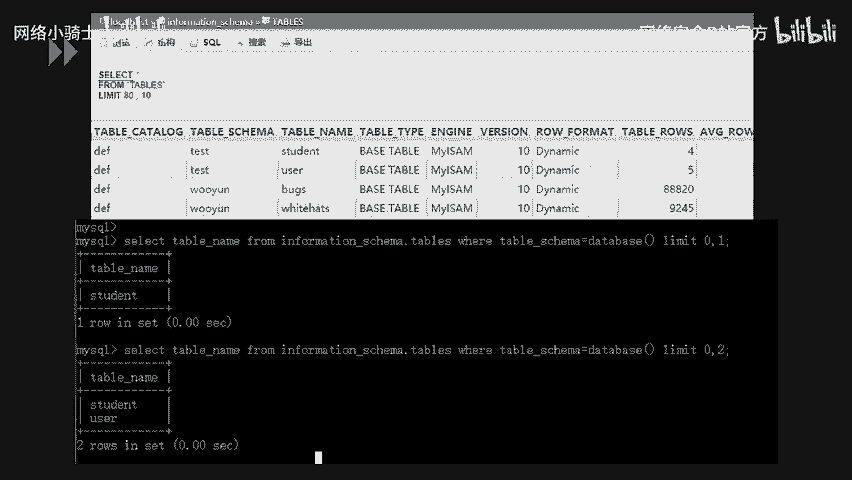 网络小骑士
bilibili
information_schema » TABLES
SQL 搜索 导出
SELECT *
FROM `TABLES`
LIMIT 80 , 10
TABLE_CATALOG TABLE_SCHEMA TABLE_NAME TABLE_TYPE ENGINE VERSION ROW_FORMAT TABLE_ROWS AVG_ROW
def test student BASE TABLE MyISAM 10 Dynamic 4
def test user BASE TABLE MyISAM 10 Dynamic 5
def wooyun bugs BASE TABLE MyISAM 10 Dynamic 88820
def wooyun whitehats BASE TABLE MyISAM 10 Dynamic 9245
mysql>
mysql> select table_name from information_schema.tables where table_schema=database() limit 0,1;
table_name
student
1 row in set (0.00 sec)
mysql> select table_name from information_schema.tables where table_schema=database() limit 0,2;
table_name
student
user
2 rows in set (0.00 sec)